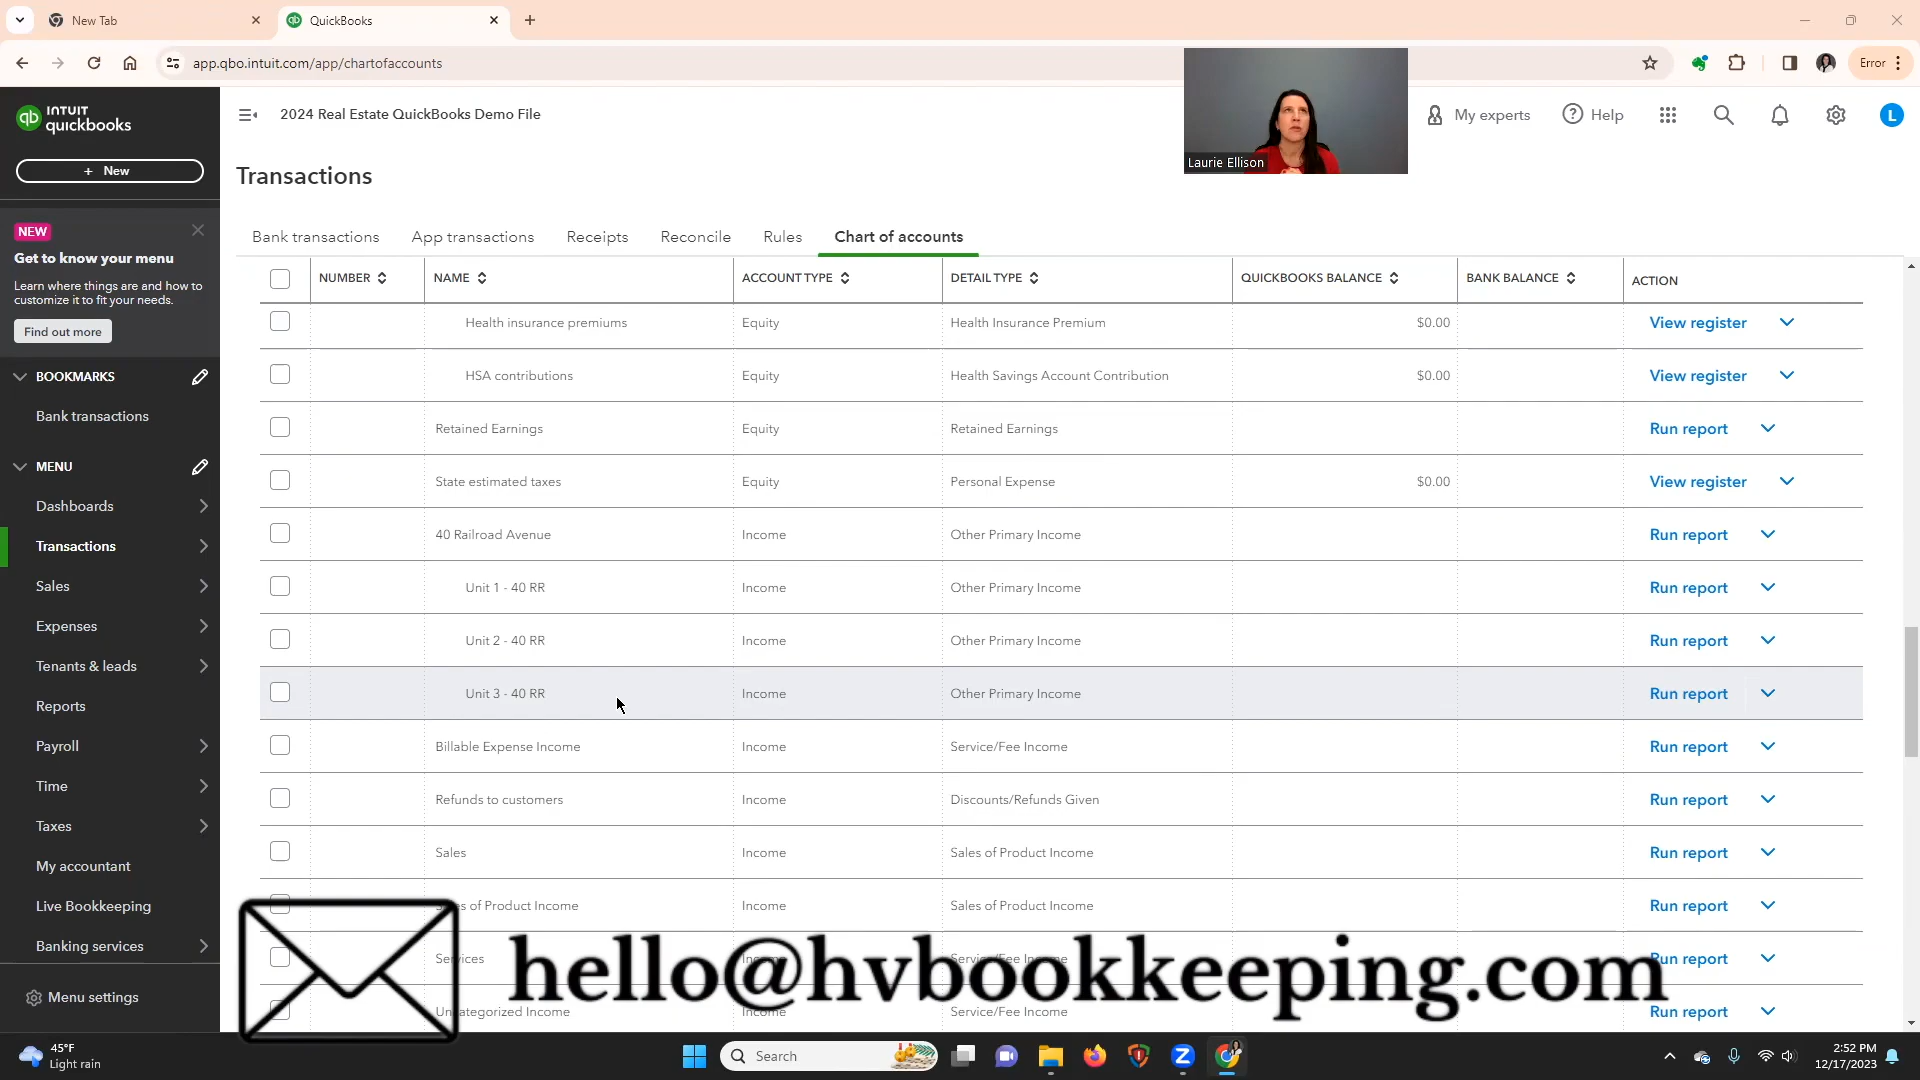 New Tab
QuickBooks
app.qbo.intuit.com/app/chartofaccounts
Error
INTUIT
quickbooks
2024 Real Estate QuickBooks Demo File
Laurie Ellison
My experts
Help
L
+ New
Transactions
NEW
Get to know your menu
Learn where things are and how to
customize it to fit your needs.
Find out more
BOOKMARKS
Bank transactions
MENU
Dashboards
Transactions
Sales
Expenses
Tenants & leads
Reports
Payroll
Time
Taxes
My accountant
Live Bookkeeping
Banking services
Menu settings
Bank transactions App transactions Receipts Reconcile Rules Chart of accounts
NUMBER NAME ACCOUNT TYPE DETAIL TYPE QUICKBOOKS BALANCE BANK BALANCE ACTION
Health insurance premiums Equity Health Insurance Premium $0.00 View register
HSA contributions Equity Health Savings Account Contribution $0.00 View register
Retained Earnings Equity Retained Earnings Run report
State estimated taxes Equity Personal Expense $0.00 View register
40 Railroad Avenue Income Other Primary Income Run report
Unit 1 - 40 RR Income Other Primary Income Run report
Unit 2 - 40 RR Income Other Primary Income Run report
Unit 3 - 40 RR Income Other Primary Income Run report
Billable Expense Income Income Service/Fee Income Run report
Refunds to customers Income Discounts/Refunds Given Run report
Sales Income Sales of Product Income Run report
of Product Income Income Sales of Product Income Run report
Services Income Service/Fee Income report
hello@hvbookkeeping.com
Uncategorized Income Income Service/Fee Income Run report
45°F
Light rain
Search
2:52 PM
12/17/2023